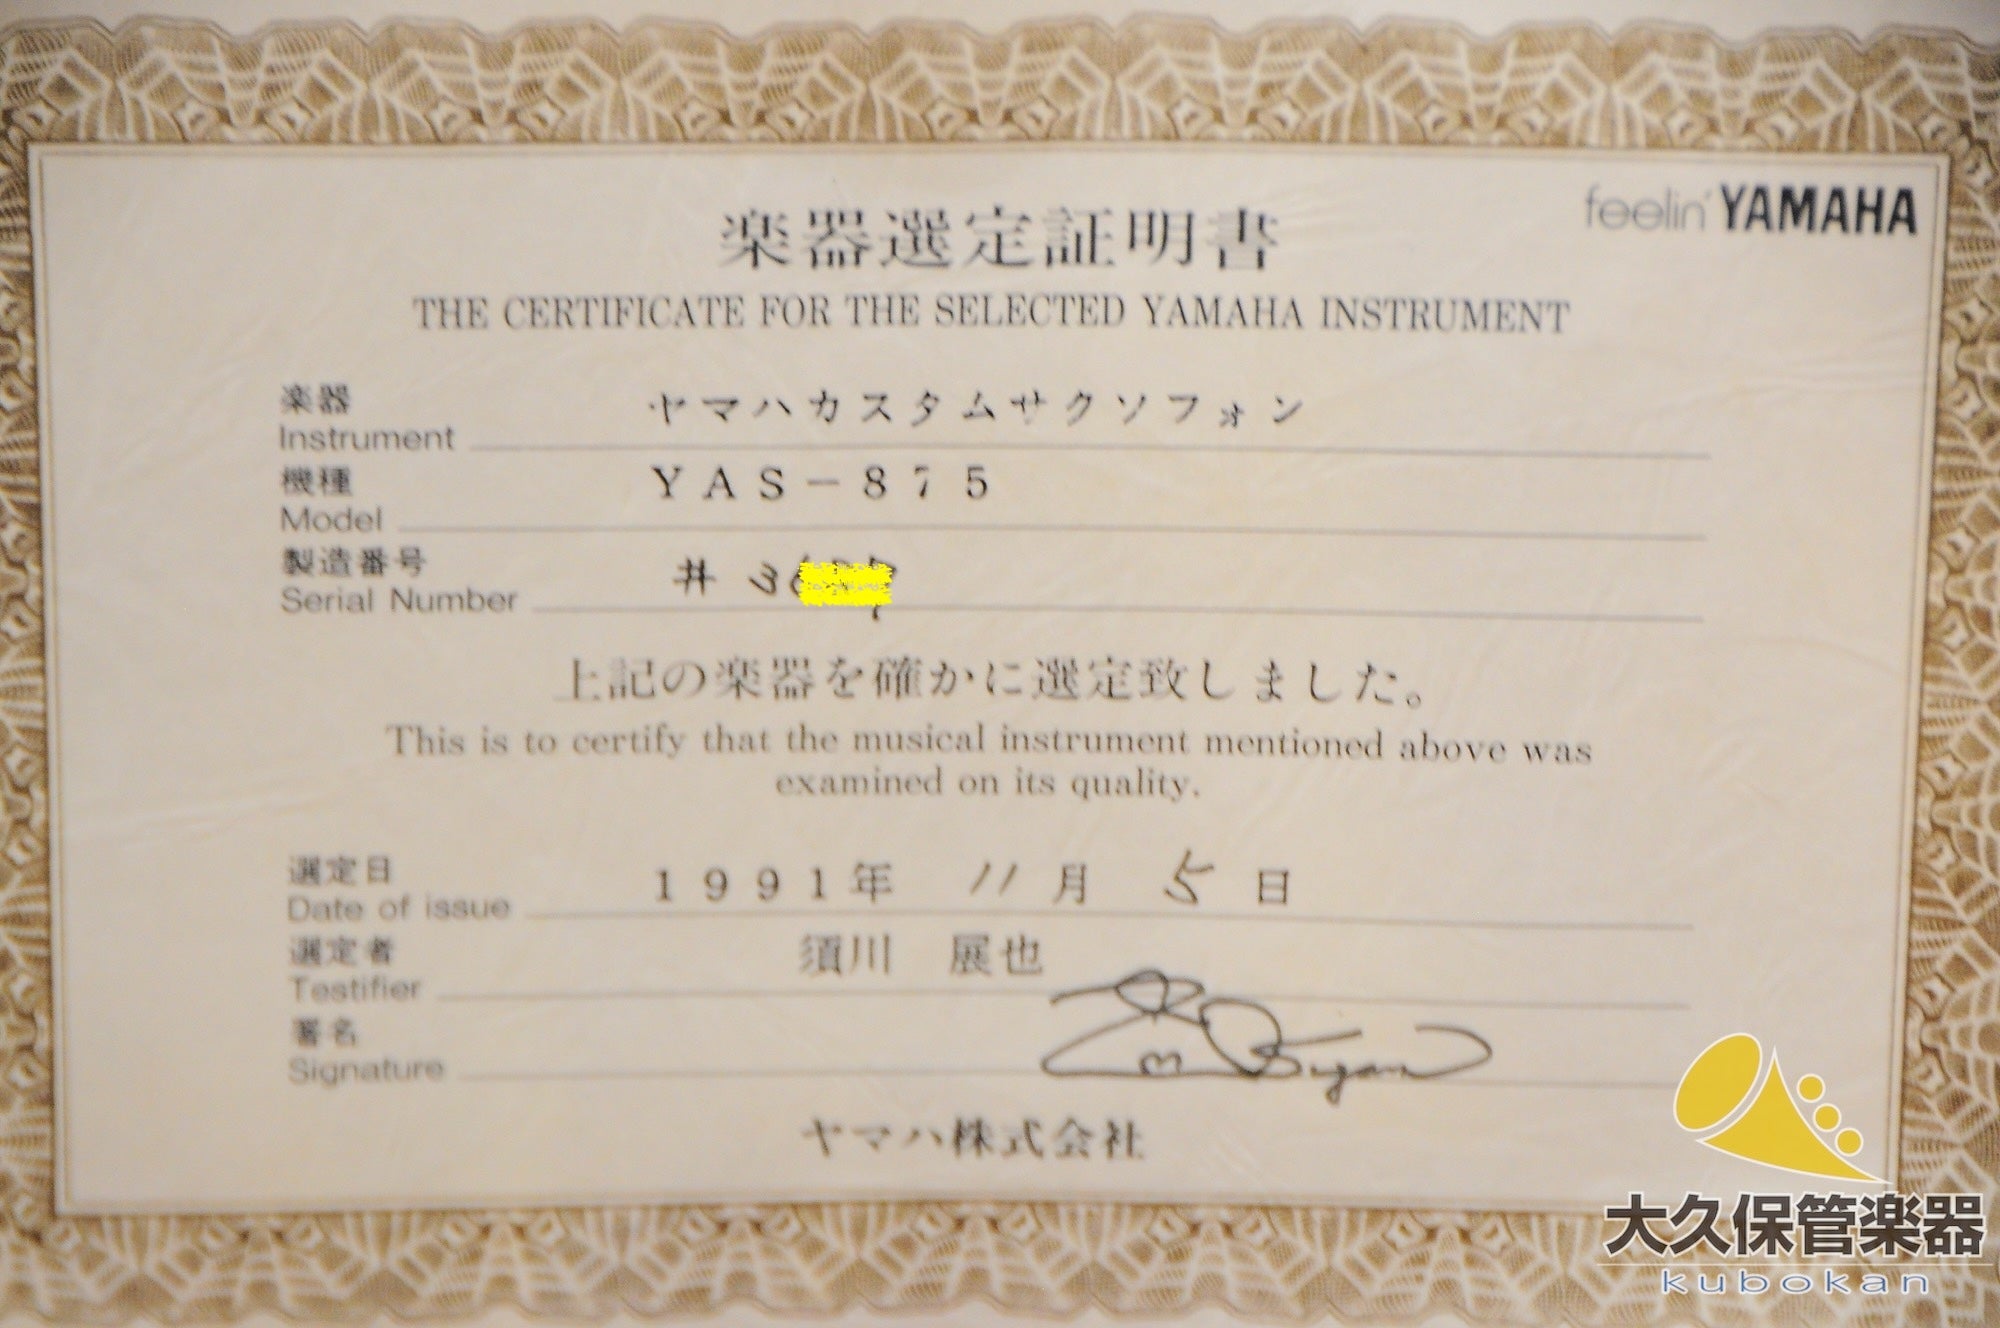 feelin' YAMAHA
楽器選定証明書
THE CERTIFICATE FOR THE SELECTED YAMAHA INSTRUMENT
楽器 ヤマハカスタムサクソフォン
Instrument
機種 YAS-875
Model
製造番号 # 36
Serial Number
上記の楽器を確かに選定致しました。
This is to certify that the musical instrument mentioned above was
examined on its quality.
選定日 1991年 11月 5日
Date of issue
選定者 須川 展也
Testifier
署名
Signature
ヤマハ株式会社
大久保管楽器
kubokan